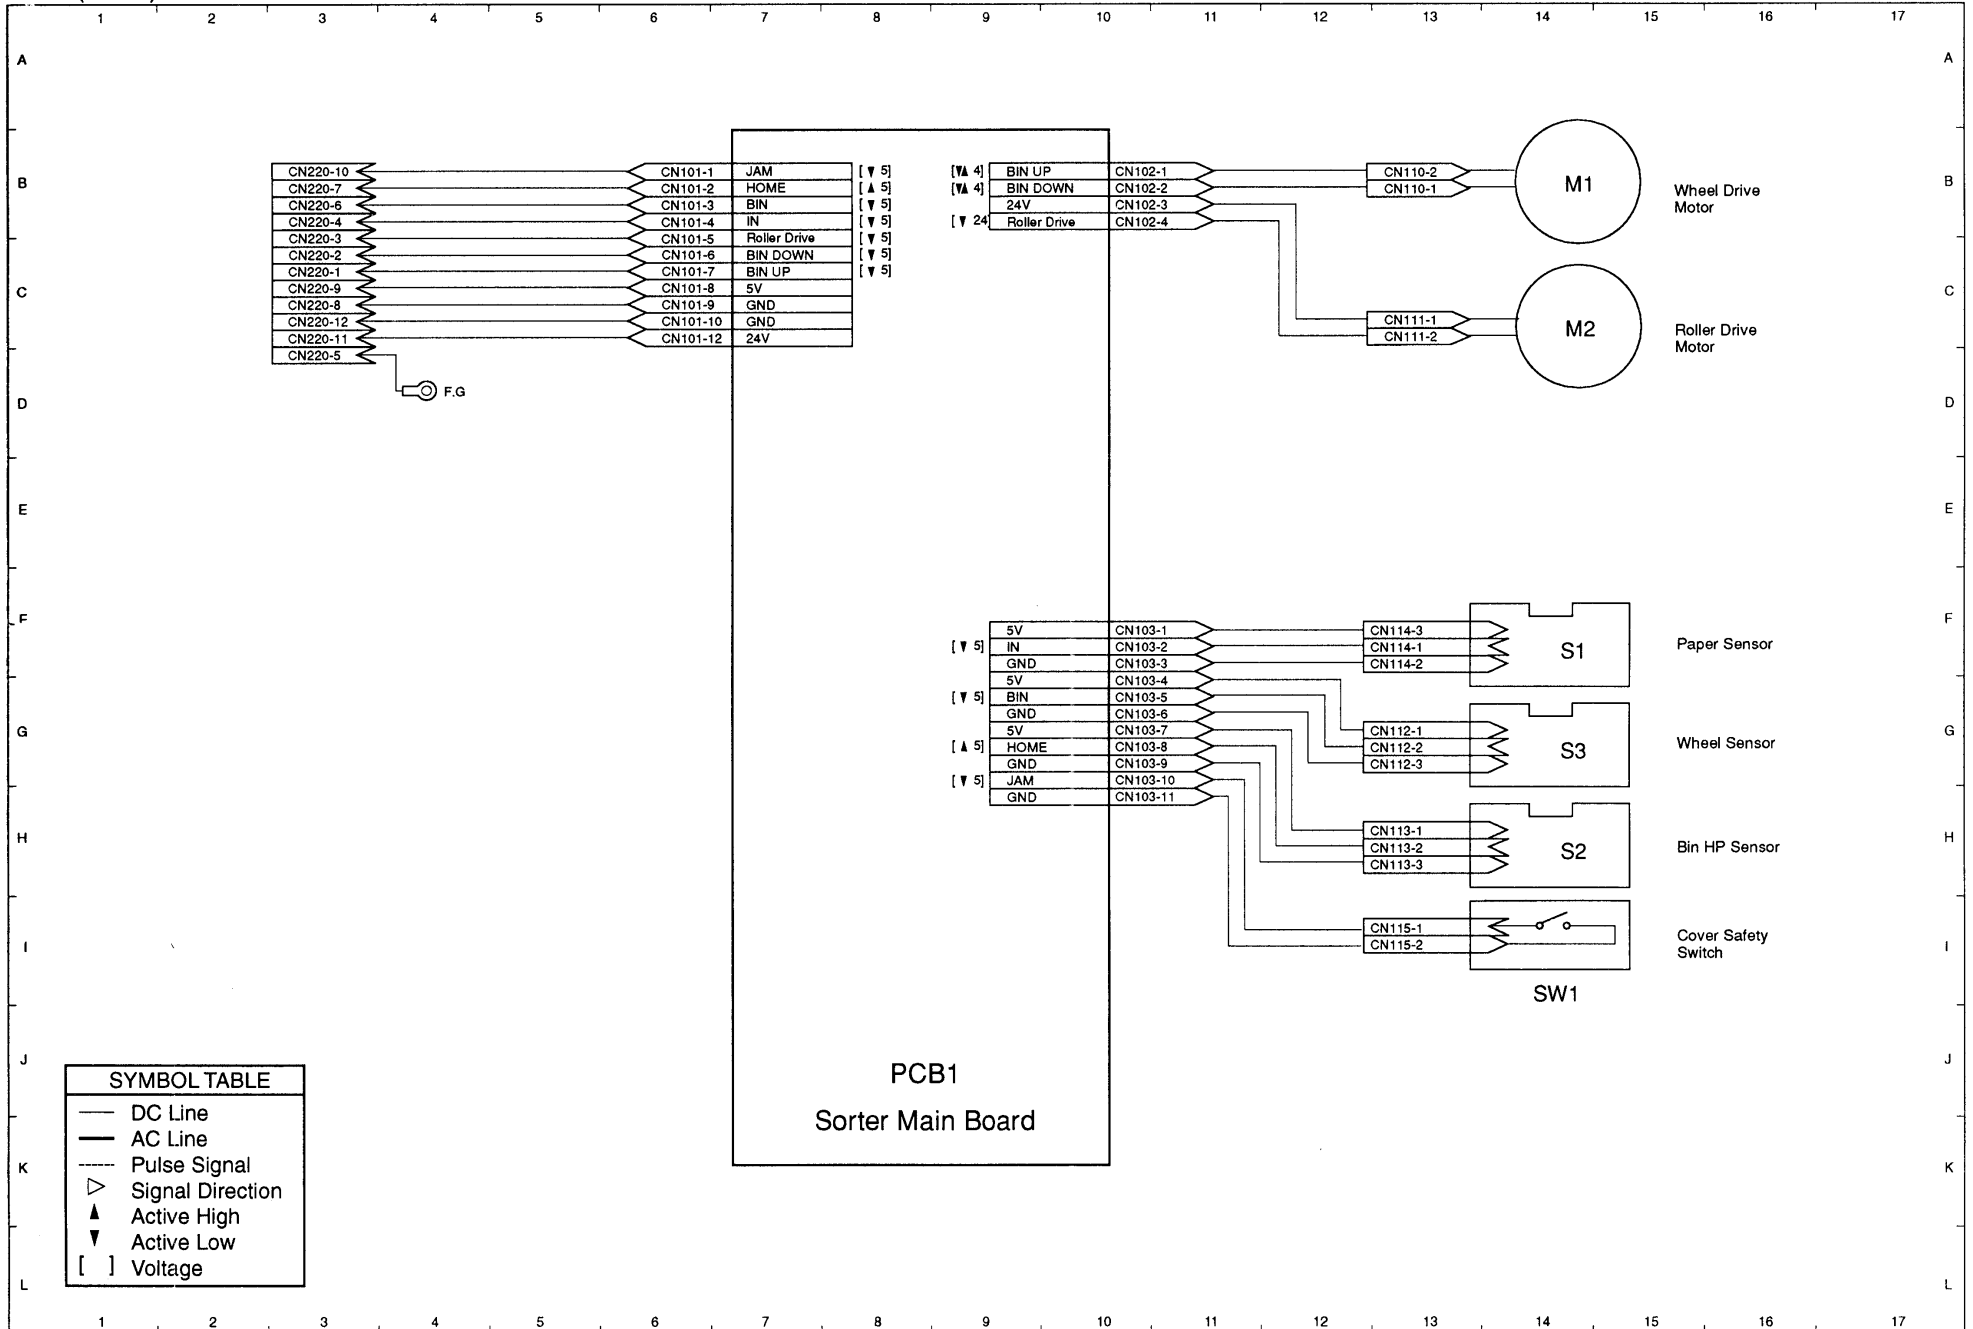 1 2 3 4 5 6 7 8 9 10 11 12 13 14 15 16 17
A A
B B
C C
D D
E E
F F
G G
H H
I I
J J
K K
L L
CN220-10 CN101-1 JAM [▼ 5]
CN220-7 CN101-2 HOME [▲ 5]
CN220-6 CN101-3 BIN [▼ 5]
CN220-4 CN101-4 IN [▼ 5]
CN220-3 CN101-5 Roller Drive [▼ 5]
CN220-2 CN101-6 BIN DOWN [▼ 5]
CN220-1 CN101-7 BIN UP [▼ 5]
CN220-9 CN101-8 5V
CN220-8 CN101-9 GND
CN220-12 CN101-10 GND
CN220-11 CN101-12 24V
CN220-5
F.G
[▼▲ 4] BIN UP CN102-1 CN110-2
[▼▲ 4] BIN DOWN CN102-2 CN110-1
24V CN102-3
[▼ 24] Roller Drive CN102-4
M1
Wheel Drive
Motor
CN111-1
CN111-2
M2
Roller Drive
Motor
5V CN103-1 CN114-3
[▼ 5] IN CN103-2 CN114-1
GND CN103-3 CN114-2
5V CN103-4
[▼ 5] BIN CN103-5
GND CN103-6
5V CN103-7
[▲ 5] HOME CN103-8
GND CN103-9
[▼ 5] JAM CN103-10
GND CN103-11
S1
Paper Sensor
CN112-1
CN112-2
CN112-3
S3
Wheel Sensor
CN113-1
CN113-2
CN113-3
S2
Bin HP Sensor
CN115-1
CN115-2
Cover Safety
Switch
SW1
PCB1
Sorter Main Board
SYMBOL TABLE
DC Line
AC Line
Pulse Signal
Signal Direction
▲ Active High
▼ Active Low
[ ] Voltage
1 2 3 4 5 6 7 8 9 10 11 12 13 14 15 16 17